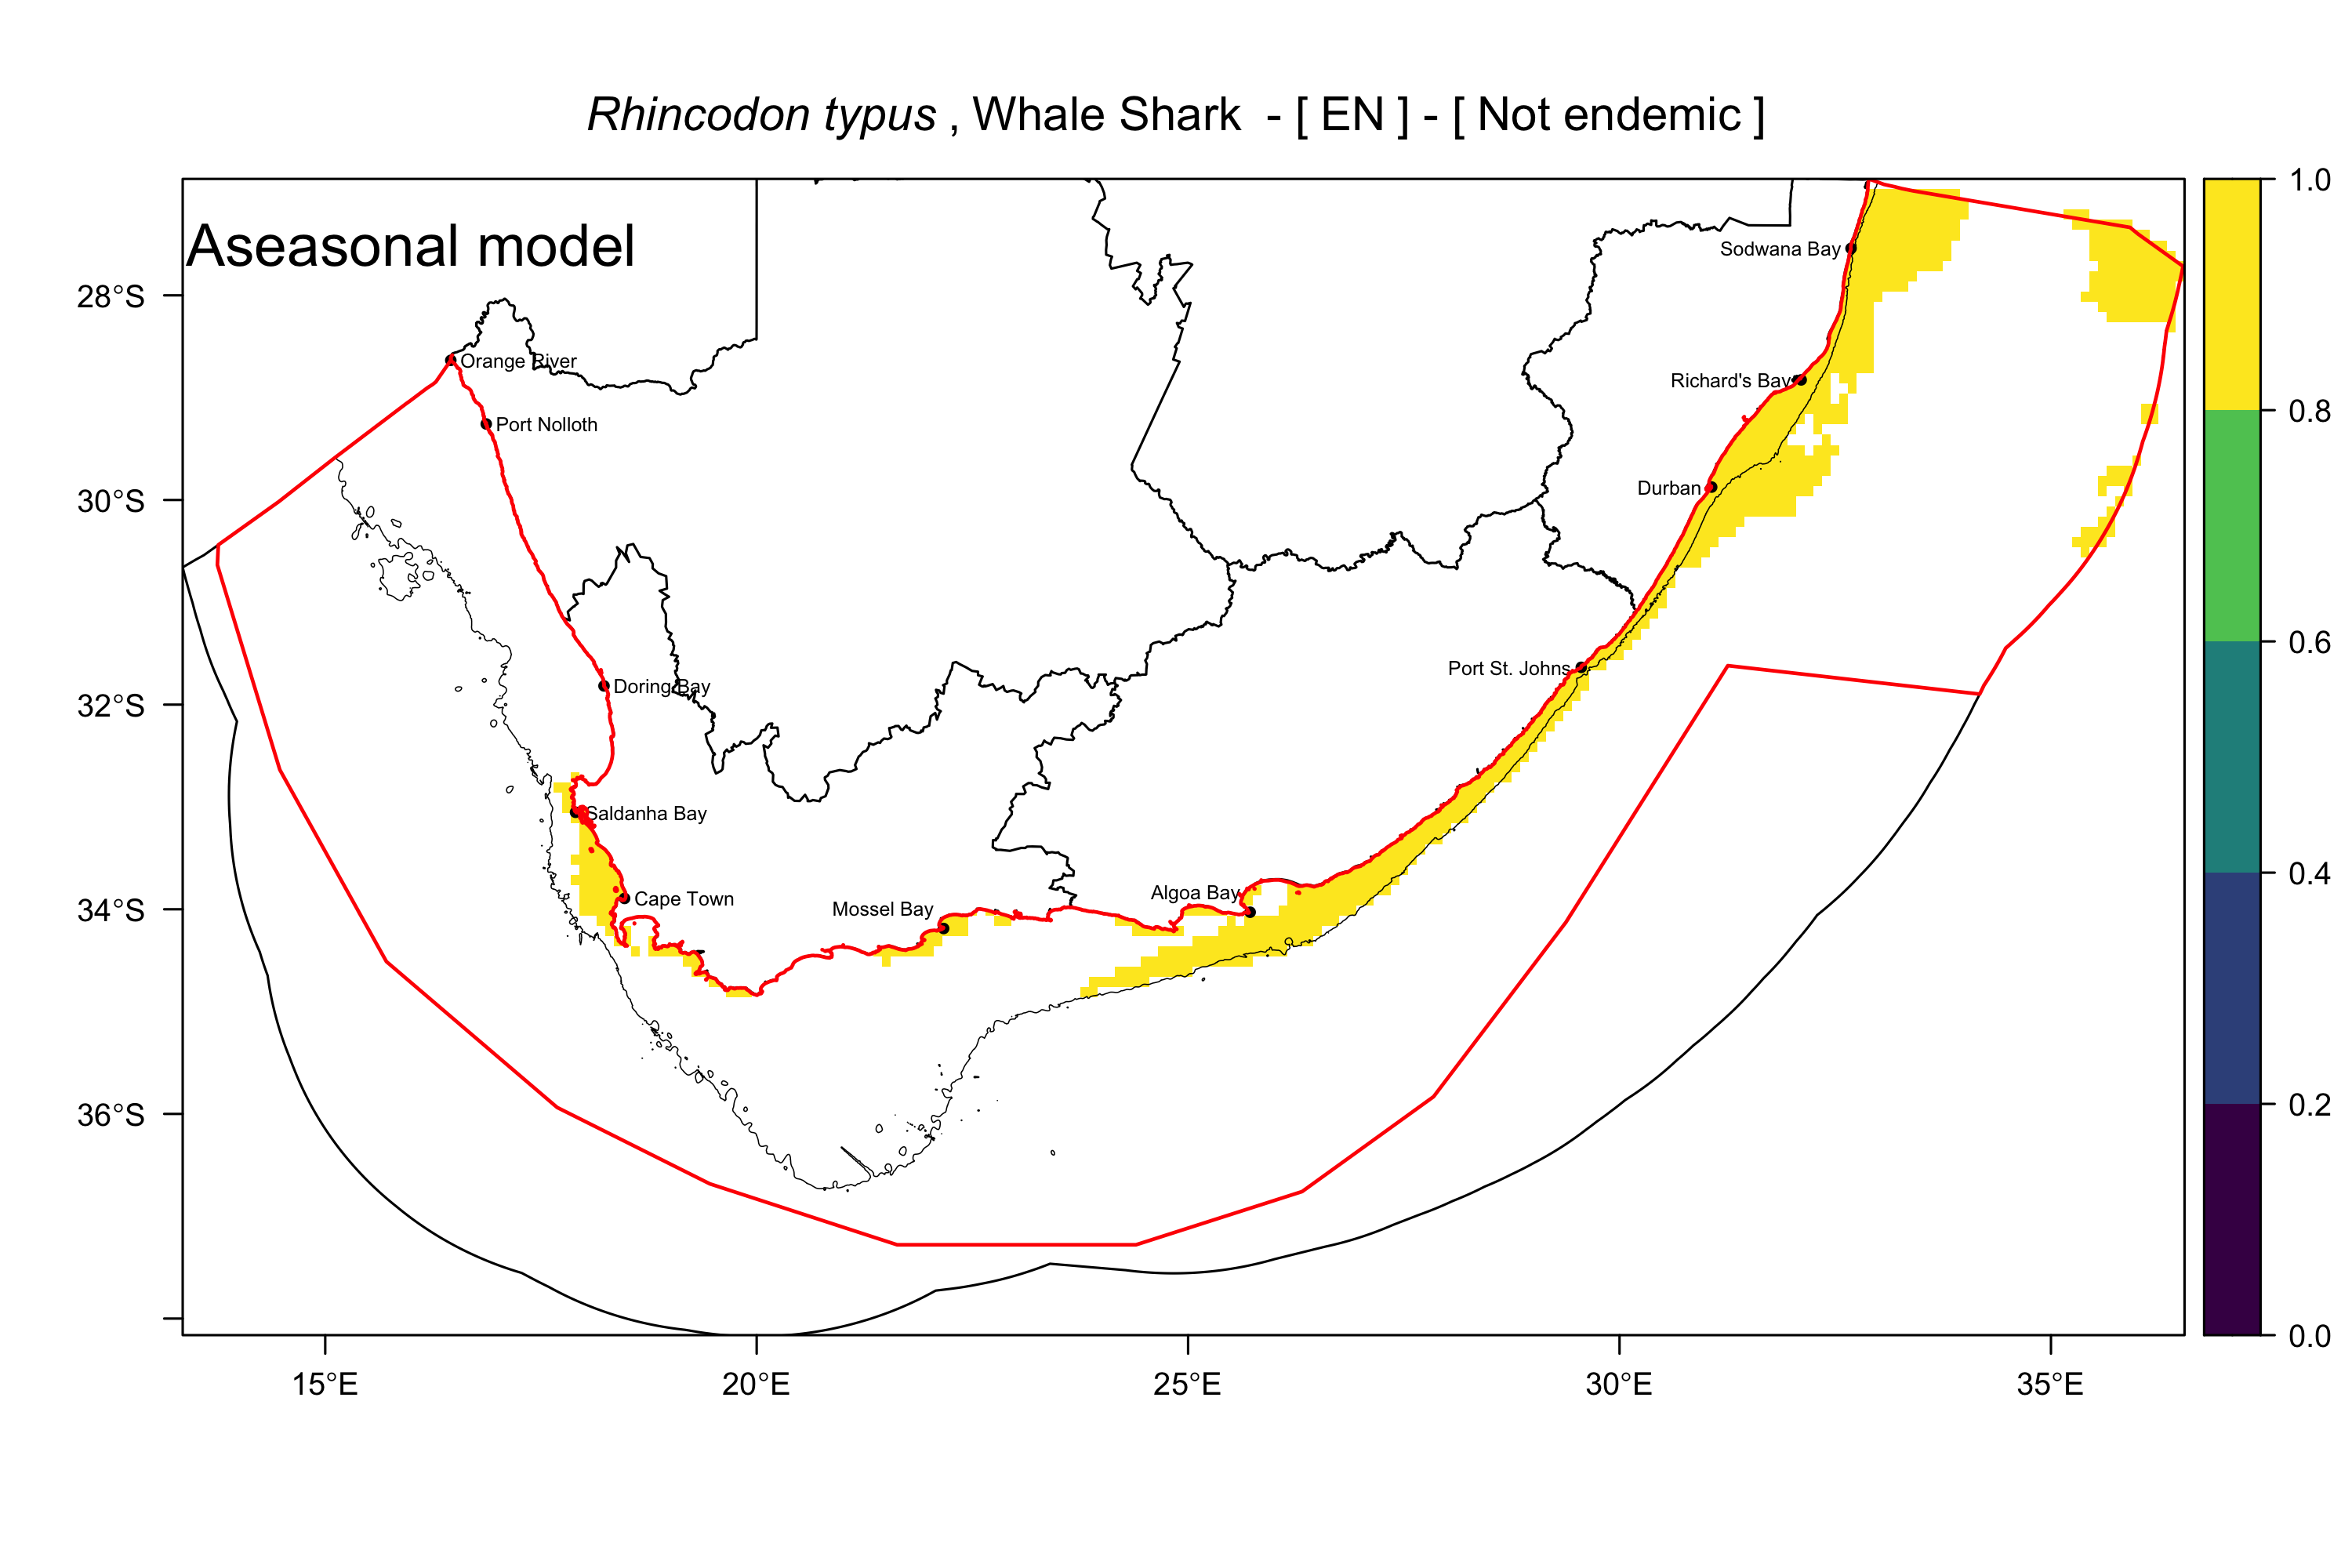 Rhincodon typus , Whale Shark - [ EN ] - [ Not endemic ]
Aseasonal model
Sodwana Bay
Orange River
Richard's Bay
Port Nolloth
Durban
Port St. Johns
Doring Bay
Saldanha Bay
Algoa Bay
Cape Town
Mossel Bay
28°S
30°S
32°S
34°S
36°S
15°E
20°E
25°E
30°E
35°E
1.0
0.8
0.6
0.4
0.2
0.0